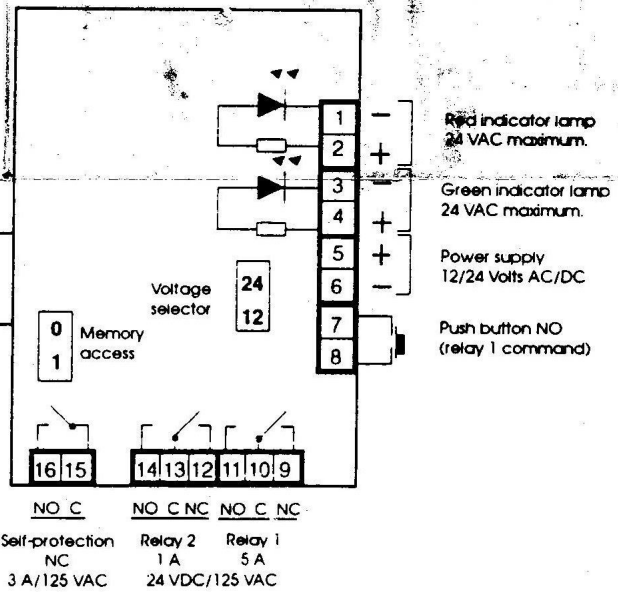 1 − Red indicator lamp
2 + 24 VAC maximum.
3 − Green indicator lamp
4 + 24 VAC maximum.
5 + Power supply
6 − 12/24 Volts AC/DC
Voltage selector
24
12
7 Push button NO
8 (relay 1 command)
0
1
Memory access
16 15 14 13 12 11 10 9
NO C NO C NC NO C NC
Self-protection Relay 2 Relay 1
NC 1 A 5 A
3 A/125 VAC 24 VDC/125 VAC